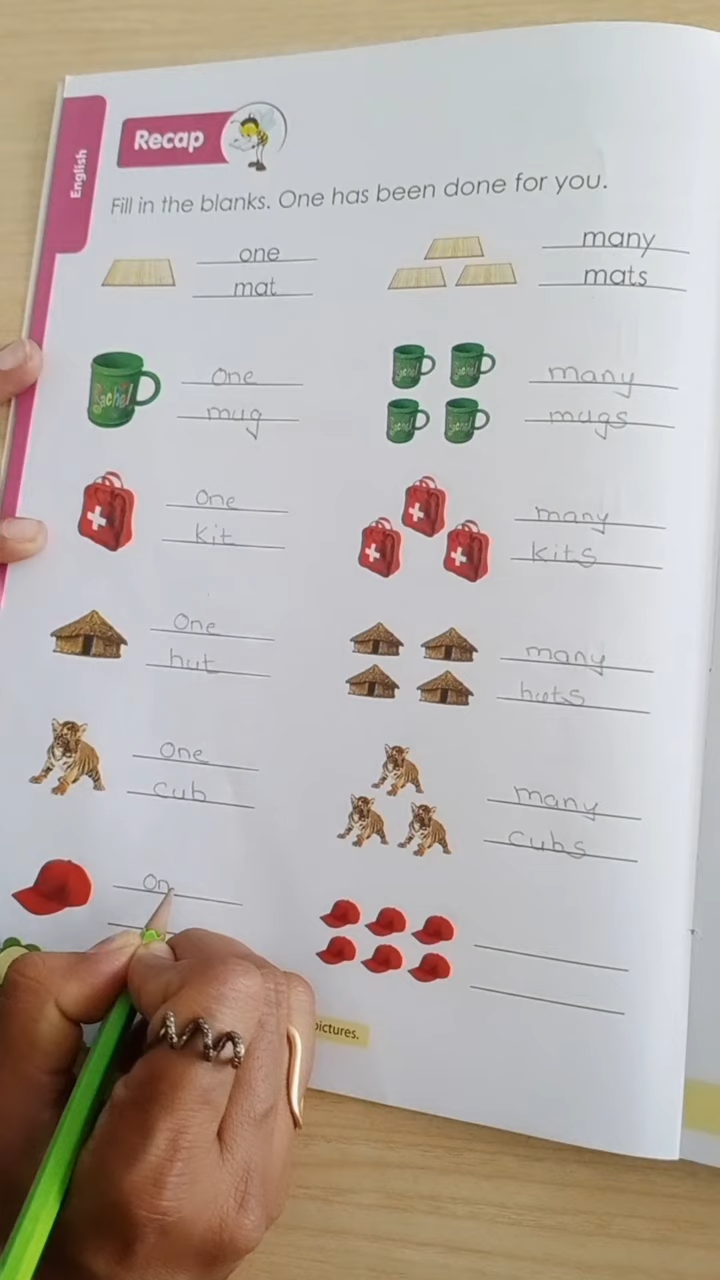 English
Recap
Fill in the blanks. One has been done for you.
one
mat
many
mats
Rachel
One
mug
many
mugs
One
kit
many
kits
One
hut
many
huts
One
cub
many
cubs
On
pictures.